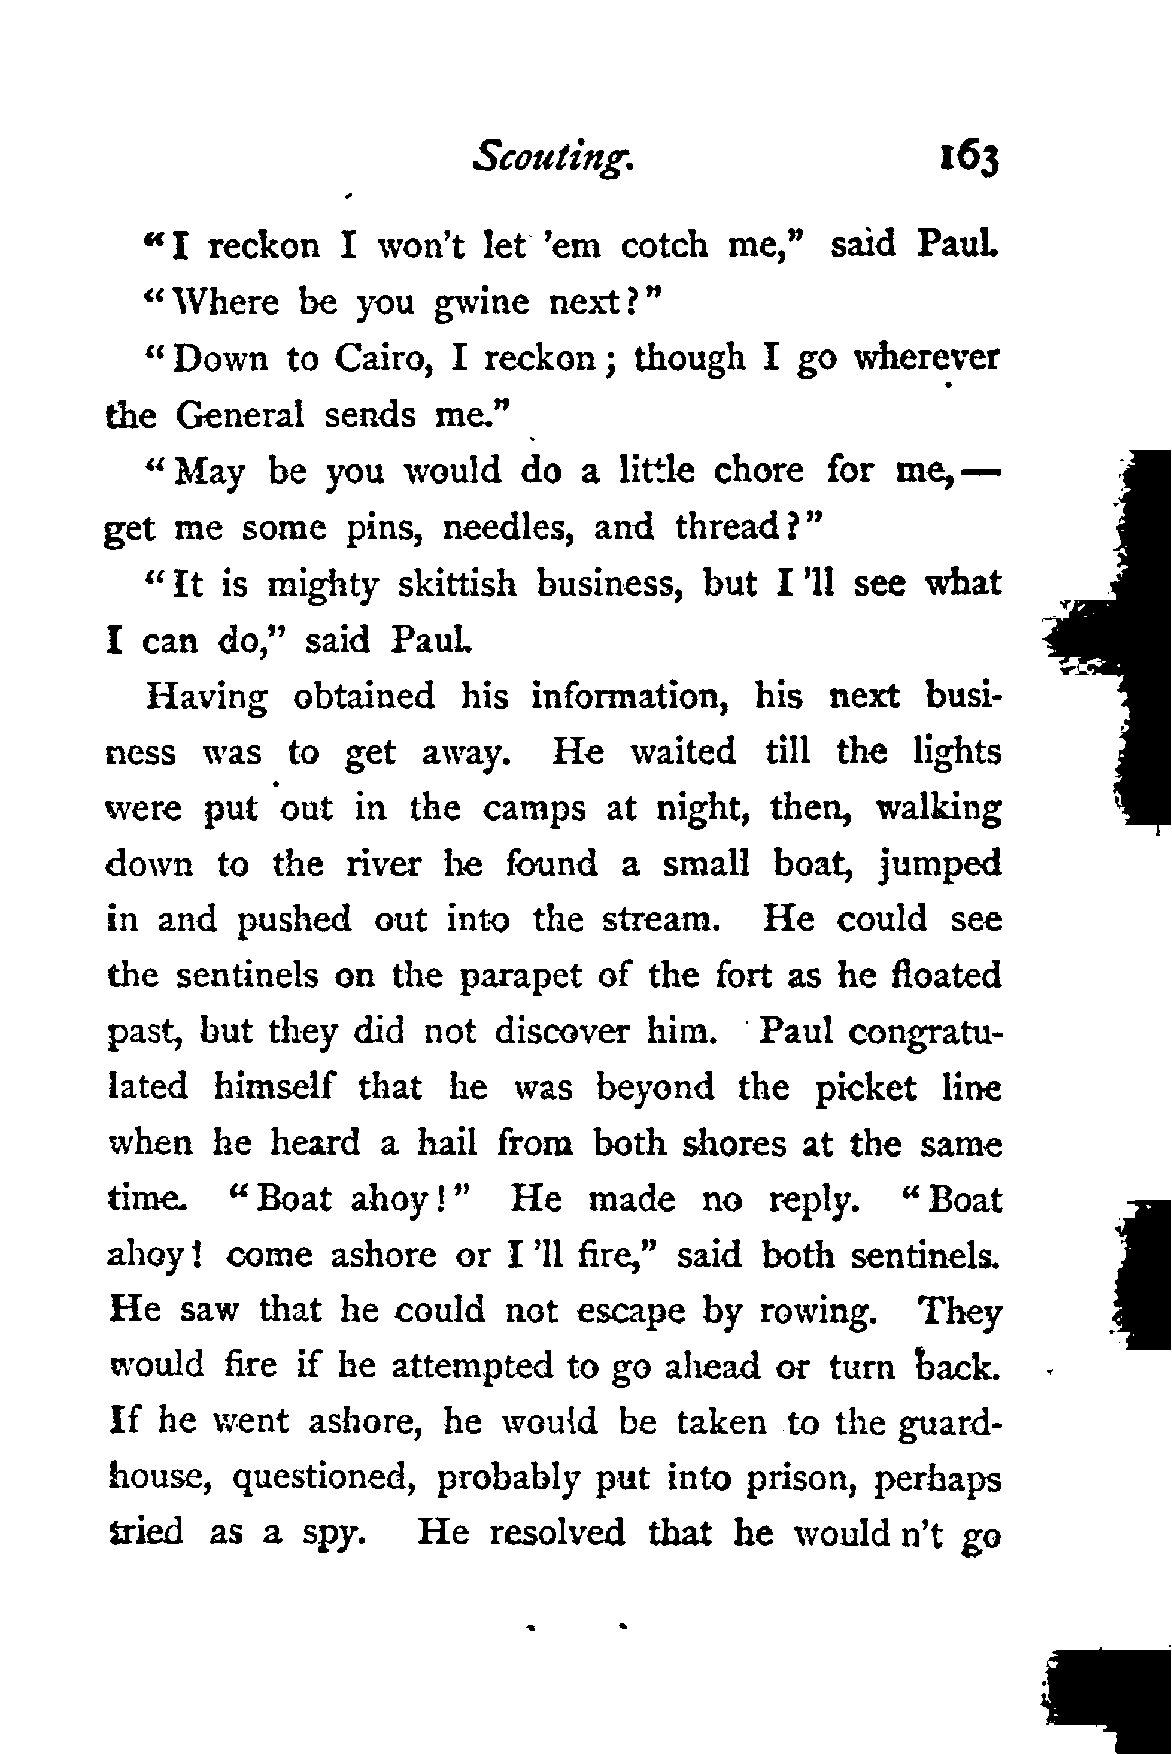 Scouting. 163
"I reckon I won't let 'em cotch me," said Paul.
"Where be you gwine next?"
"Down to Cairo, I reckon; though I go wherever
the General sends me."
"May be you would do a little chore for me,—
get me some pins, needles, and thread?"
"It is mighty skittish business, but I 'll see what
I can do," said Paul.
Having obtained his information, his next busi-
ness was to get away. He waited till the lights
were put out in the camps at night, then, walking
down to the river he found a small boat, jumped
in and pushed out into the stream. He could see
the sentinels on the parapet of the fort as he floated
past, but they did not discover him. Paul congratu-
lated himself that he was beyond the picket line
when he heard a hail from both shores at the same
time. "Boat ahoy!" He made no reply. "Boat
ahoy! come ashore or I 'll fire," said both sentinels.
He saw that he could not escape by rowing. They
would fire if he attempted to go ahead or turn back.
If he went ashore, he would be taken to the guard-
house, questioned, probably put into prison, perhaps
tried as a spy. He resolved that he would n't go